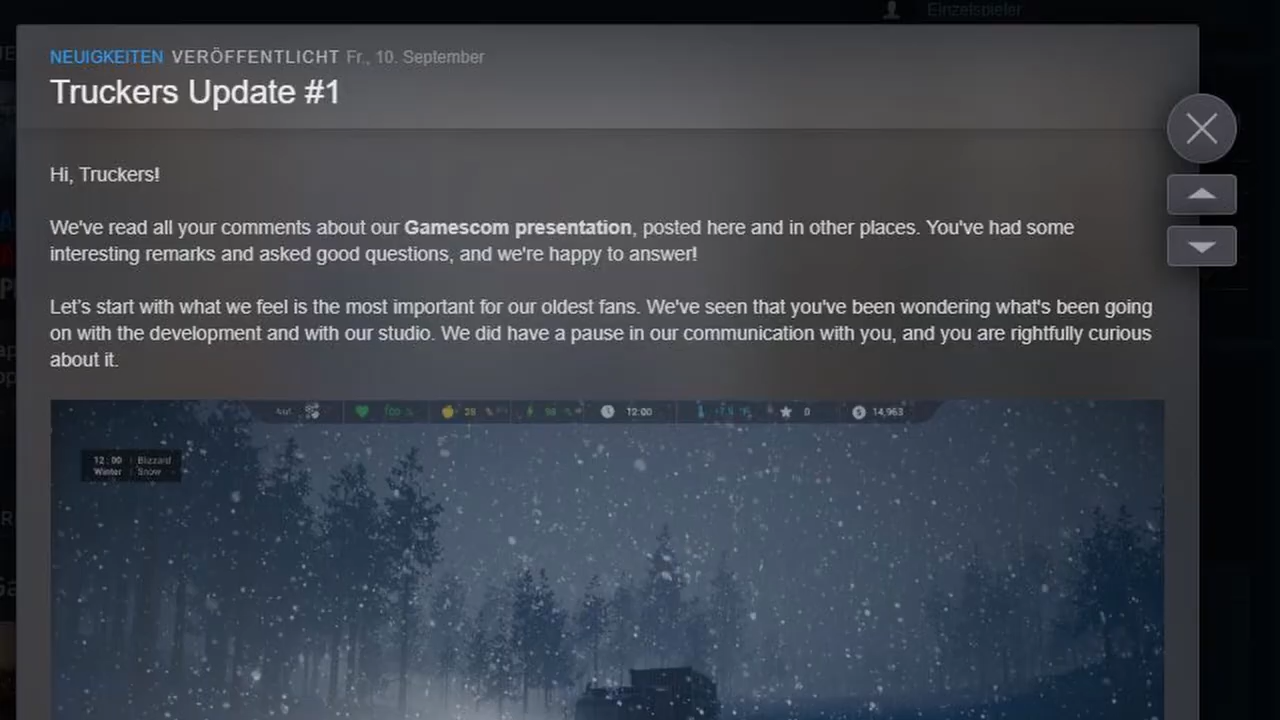 Einzelspieler
NEUIGKEITEN VERÖFFENTLICHT Fr., 10. September
Truckers Update #1
Hi, Truckers!
We've read all your comments about our Gamescom presentation, posted here and in other places. You've had some
interesting remarks and asked good questions, and we're happy to answer!
Let's start with what we feel is the most important for our oldest fans. We've seen that you've been wondering what's been going
on with the development and with our studio. We did have a pause in our communication with you, and you are rightfully curious
about it.
12:00 0 14,963
12:00 Blizzard
Winter Snow